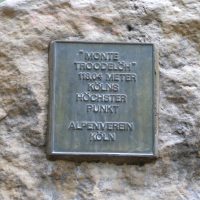 "MONTE
TROODELÖH"
118,04 METER
KÖLNS
HÖCHSTER
PUNKT
ALPENVEREIN
KÖLN